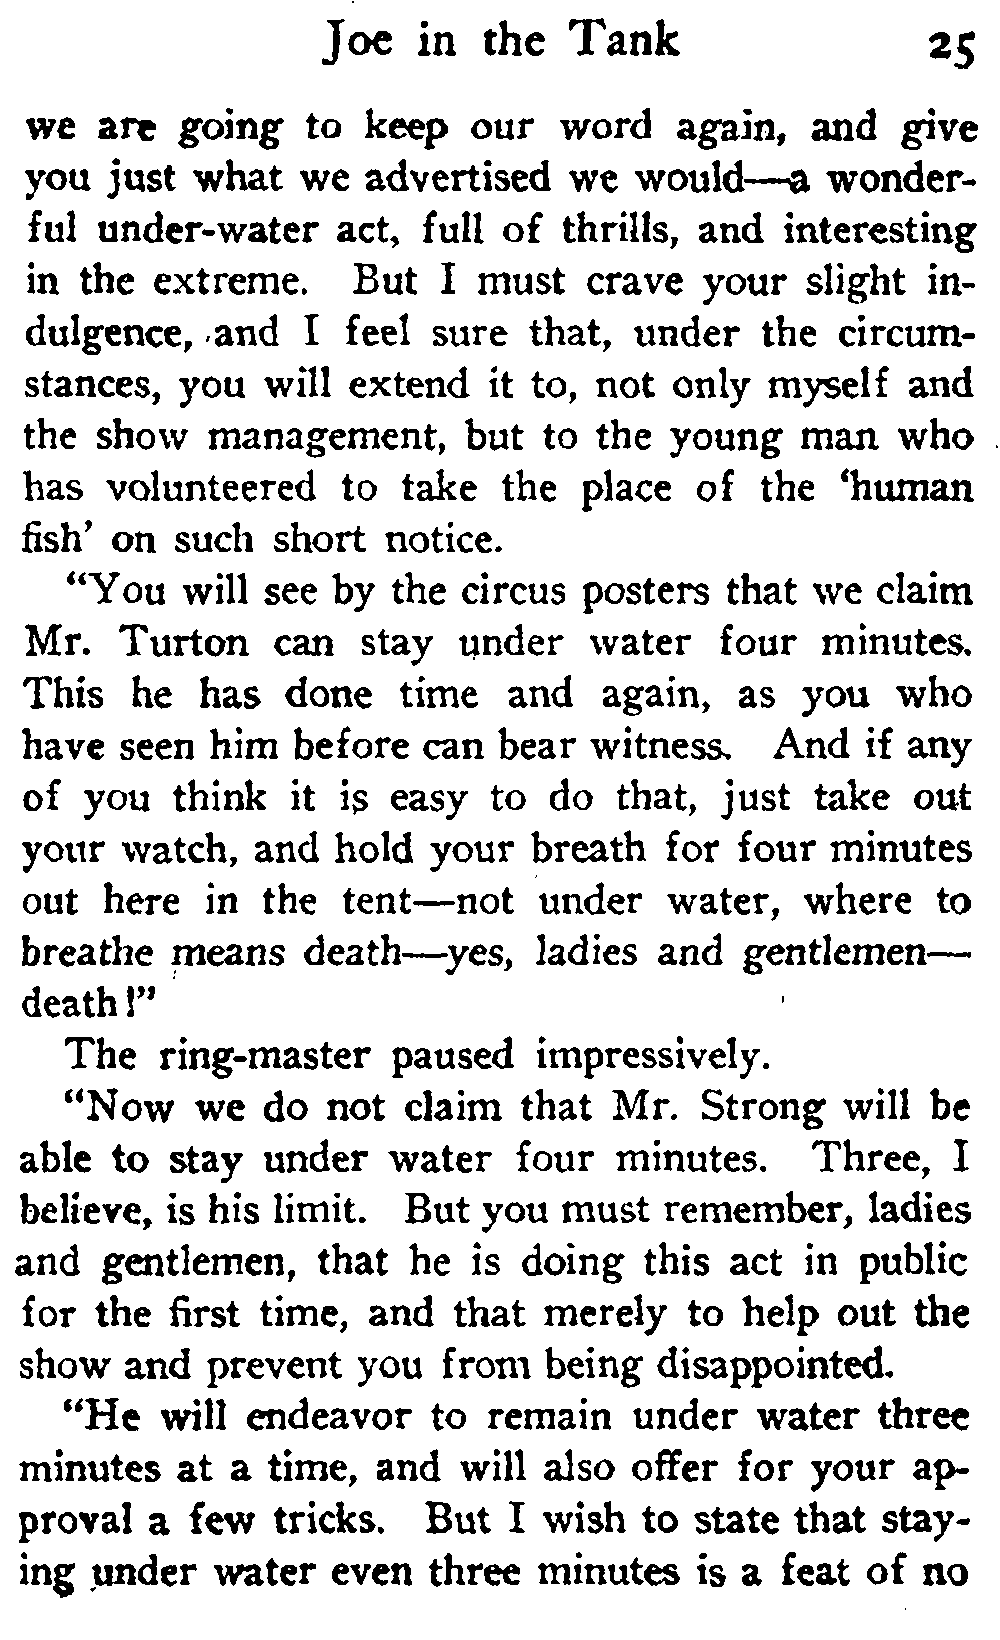 Joe in the Tank 25
we are going to keep our word again, and give
you just what we advertised we would—a wonder-
ful under-water act, full of thrills, and interesting
in the extreme. But I must crave your slight in-
dulgence, and I feel sure that, under the circum-
stances, you will extend it to, not only myself and
the show management, but to the young man who
has volunteered to take the place of the ‘human
fish’ on such short notice.
“You will see by the circus posters that we claim
Mr. Turton can stay under water four minutes.
This he has done time and again, as you who
have seen him before can bear witness. And if any
of you think it is easy to do that, just take out
your watch, and hold your breath for four minutes
out here in the tent—not under water, where to
breathe means death—yes, ladies and gentlemen—
death!”
The ring-master paused impressively.
“Now we do not claim that Mr. Strong will be
able to stay under water four minutes. Three, I
believe, is his limit. But you must remember, ladies
and gentlemen, that he is doing this act in public
for the first time, and that merely to help out the
show and prevent you from being disappointed.
“He will endeavor to remain under water three
minutes at a time, and will also offer for your ap-
proval a few tricks. But I wish to state that stay-
ing under water even three minutes is a feat of no